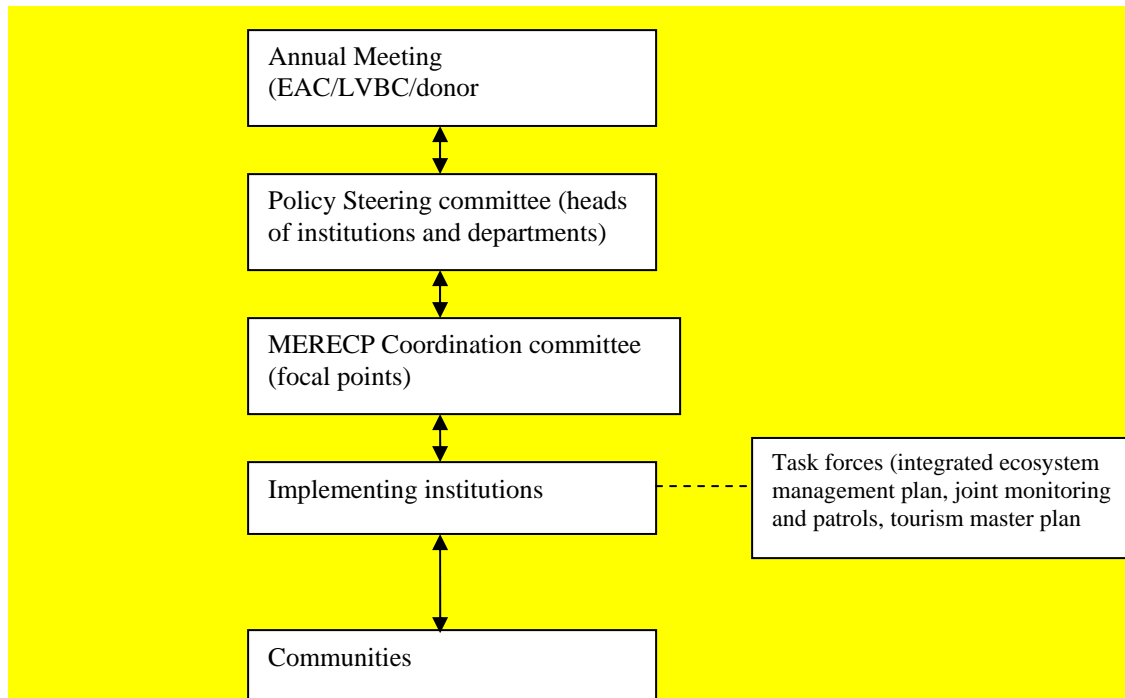 Annual Meeting
(EAC/LVBC/donor
Policy Steering committee (heads
of institutions and departments)
MERECP Coordination committee
(focal points)
Implementing institutions
Task forces (integrated ecosystem
management plan, joint monitoring
and patrols, tourism master plan
Communities